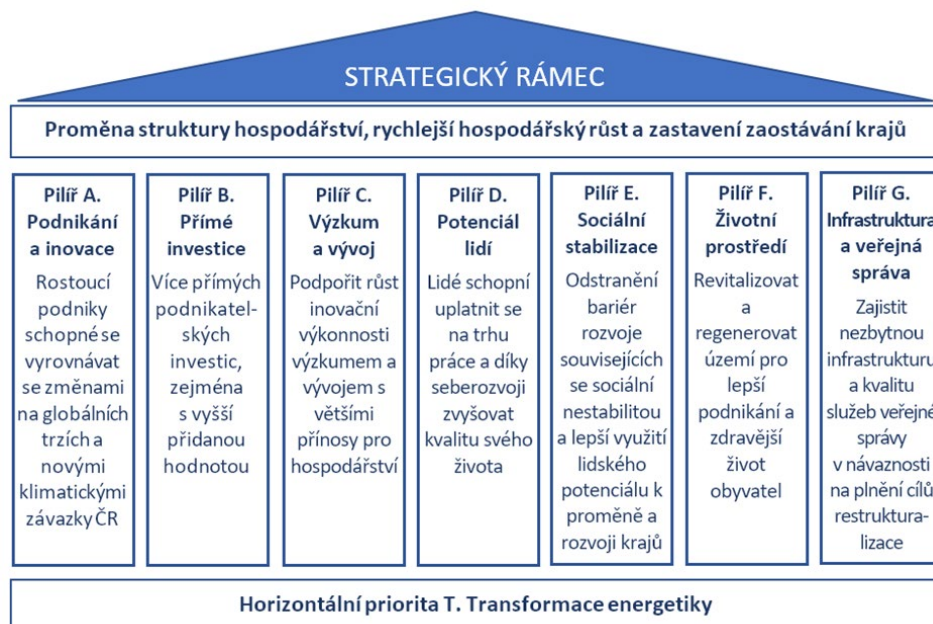 STRATEGICKÝ RÁMEC
Proměna struktury hospodářství, rychlejší hospodářský růst a zastavení zaostávání krajů
Pilíř A.
Podnikání
a inovace
Rostoucí
podniky
schopné se
vyrovnávat
se změnami
na globálních
trzích a
novými
klimatickými
závazky ČR
Pilíř B.
Přímé
investice
Více přímých
podnikatel-
ských
investic,
zejména
s vyšší
přidanou
hodnotou
Pilíř C.
Výzkum
a vývoj
Podpořit růst
inovační
výkonnosti
výzkumem a
vývojem s
většími
přínosy pro
hospodářství
Pilíř D.
Potenciál
lidí
Lidé schopní
uplatnit se
na trhu
práce a díky
seberozvoji
zvyšovat
kvalitu svého
života
Pilíř E.
Sociální
stabilizace
Odstranění
bariér
rozvoje
souvisejících
se sociální
nestabilitou
a lepší využití
lidského
potenciálu k
proměně a
rozvoji krajů
Pilíř F.
Životní
prostředí
Revitalizovat
a
regenerovat
území pro
lepší
podnikání a
zdravější
život
obyvatel
Pilíř G.
Infrastruktura
a veřejná
správa
Zajistit
nezbytnou
infrastrukturu
a kvalitu
služeb veřejné
správy
v návaznosti
na plnění cílů
restruktura-
lizace
Horizontální priorita T. Transformace energetiky